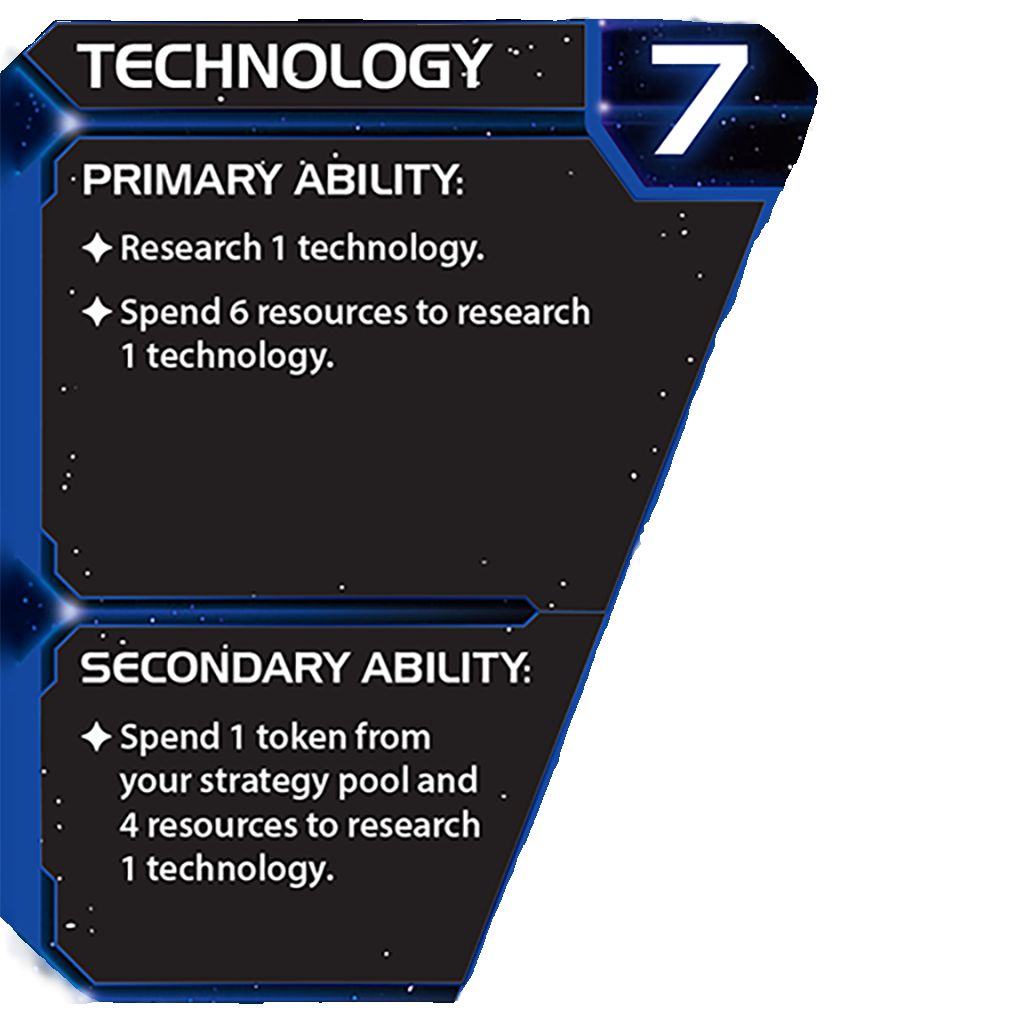 TECHNOLOGY
7
PRIMARY ABILITY:
Research 1 technology.
Spend 6 resources to research
1 technology.
SECONDARY ABILITY:
Spend 1 token from
your strategy pool and
4 resources to research
1 technology.